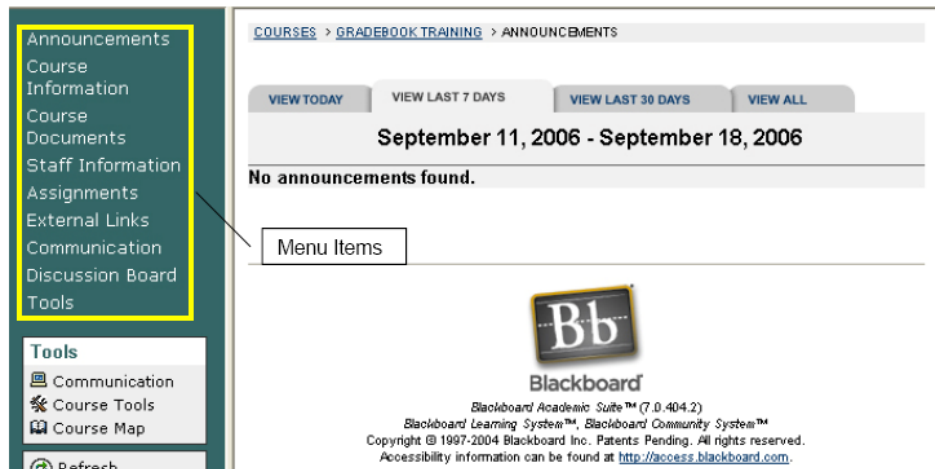 Announcements
Course
Information
Course
Documents
Staff Information
Assignments
External Links
Communication
Discussion Board
Tools
Tools
Communication
Course Tools
Course Map
Refresh
COURSES > GRADEBOOK TRAINING > ANNOUNCEMENTS
VIEW TODAY VIEW LAST 7 DAYS VIEW LAST 30 DAYS VIEW ALL
September 11, 2006 - September 18, 2006
No announcements found.
Menu Items
Bb
Blackboard
Blackboard Academic Suite™ (7.0.404.2)
Blackboard Learning System™, Blackboard Community System™
Copyright © 1997-2004 Blackboard Inc. Patents Pending. All rights reserved.
Accessibility information can be found at http://access.blackboard.com.